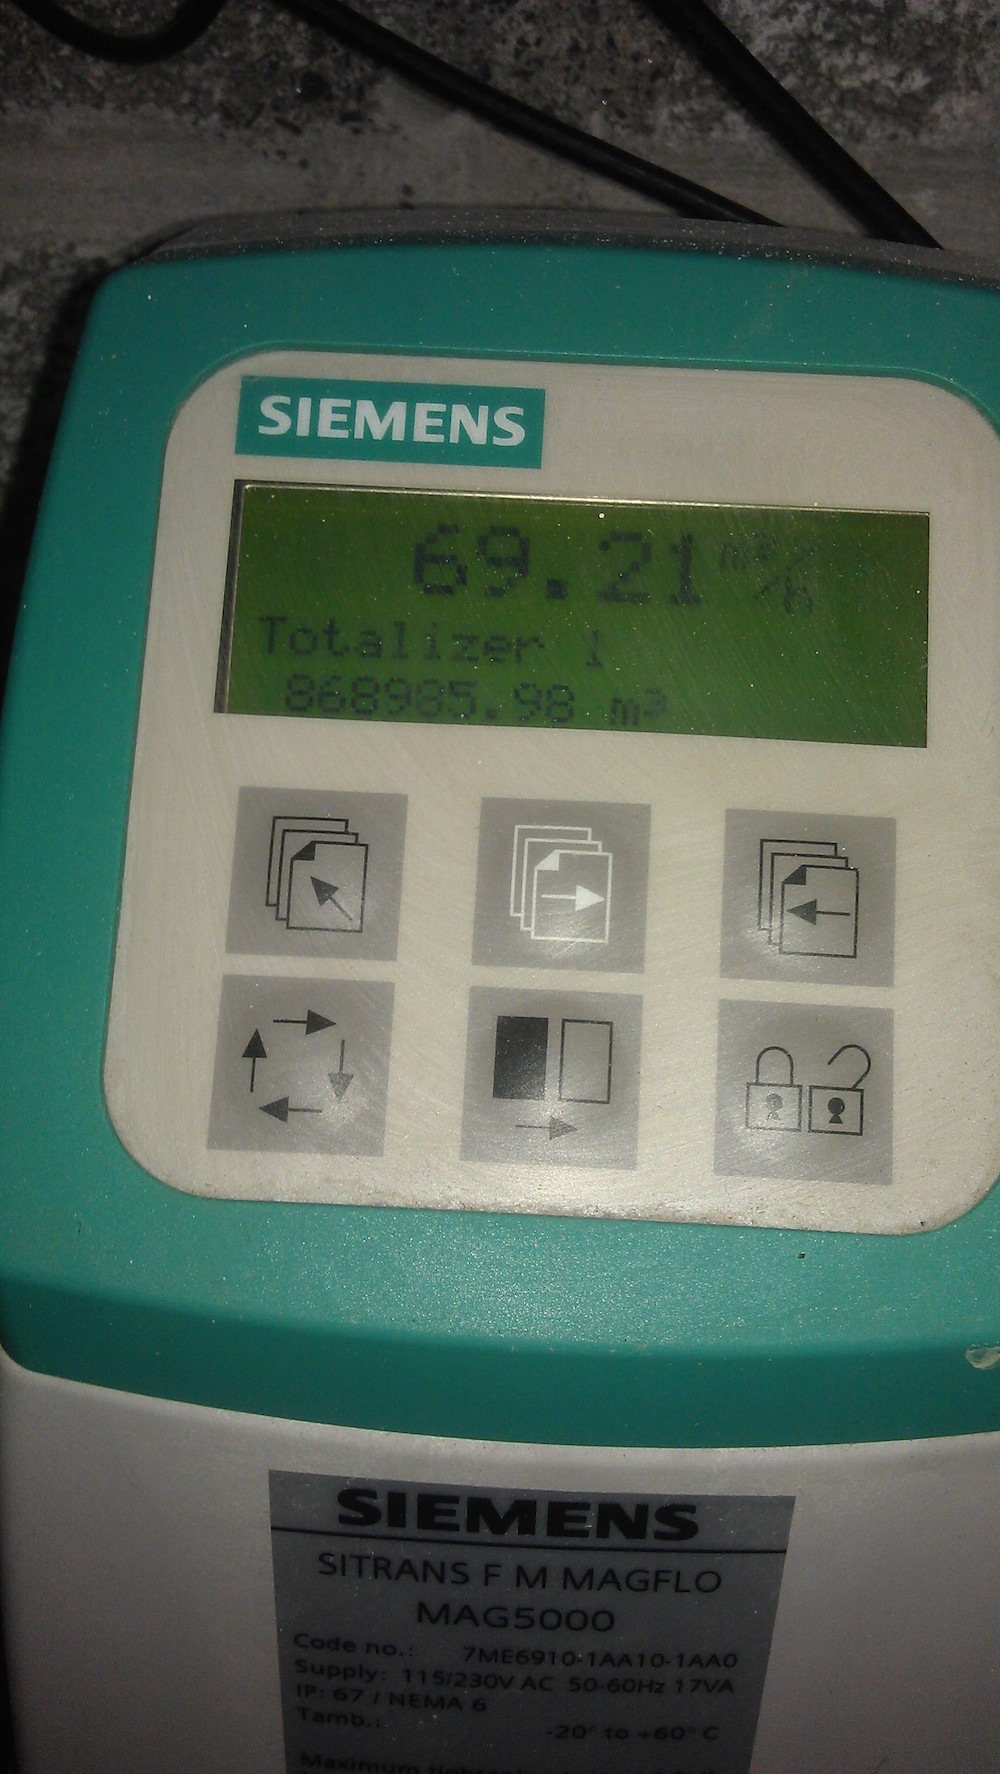 SIEMENS
69.21 m³/h
Totalizer 1
868985.98 m³
SIEMENS
SITRANS F M MAGFLO
MAG5000
Code no.: 7ME6910-1AA10-1AA0
Supply: 115/230V AC 50-60Hz 17VA
IP: 67 / NEMA 6
Tamb.: -20° to +60° C
Maximum